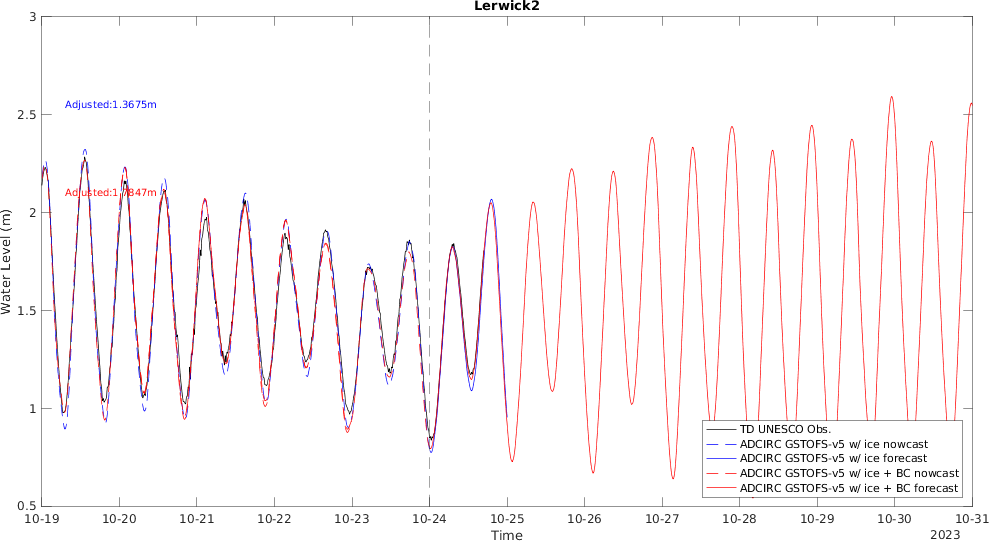 Lerwick2
3
2.5
2
1.5
1
0.5
Water Level (m)
Adjusted:1.3675m
Adjusted:1.7847m
TD UNESCO Obs.
ADCIRC GSTOFS-v5 w/ ice nowcast
ADCIRC GSTOFS-v5 w/ ice forecast
ADCIRC GSTOFS-v5 w/ ice + BC nowcast
ADCIRC GSTOFS-v5 w/ ice + BC forecast
10-19 10-20 10-21 10-22 10-23 10-24 10-25 10-26 10-27 10-28 10-29 10-30 10-31
Time
2023